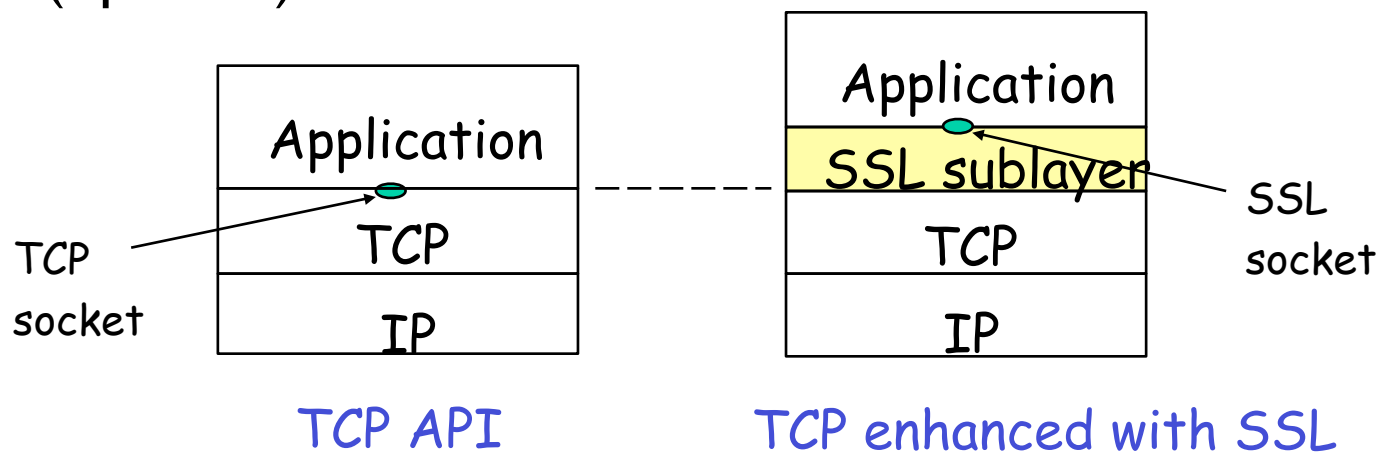 Application
TCP
IP
TCP
socket
TCP API
Application
SSL sublayer
TCP
IP
SSL
socket
TCP enhanced with SSL